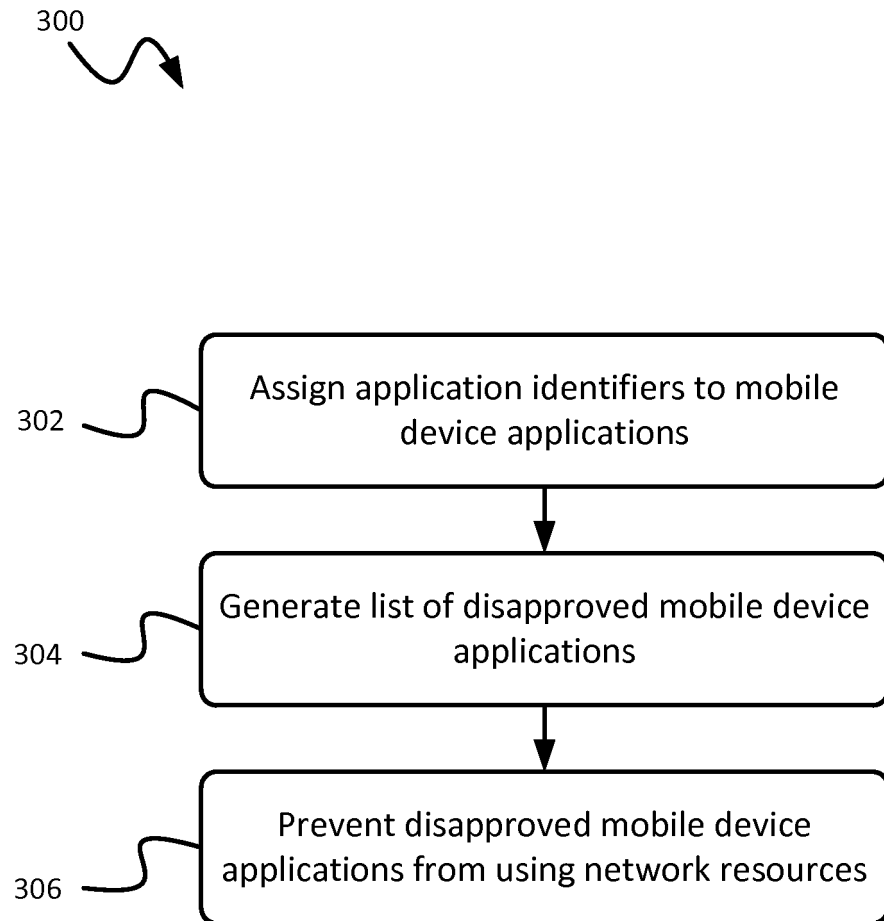 300
302
Assign application identifiers to mobile
device applications
304
Generate list of disapproved mobile device
applications
306
Prevent disapproved mobile device
applications from using network resources